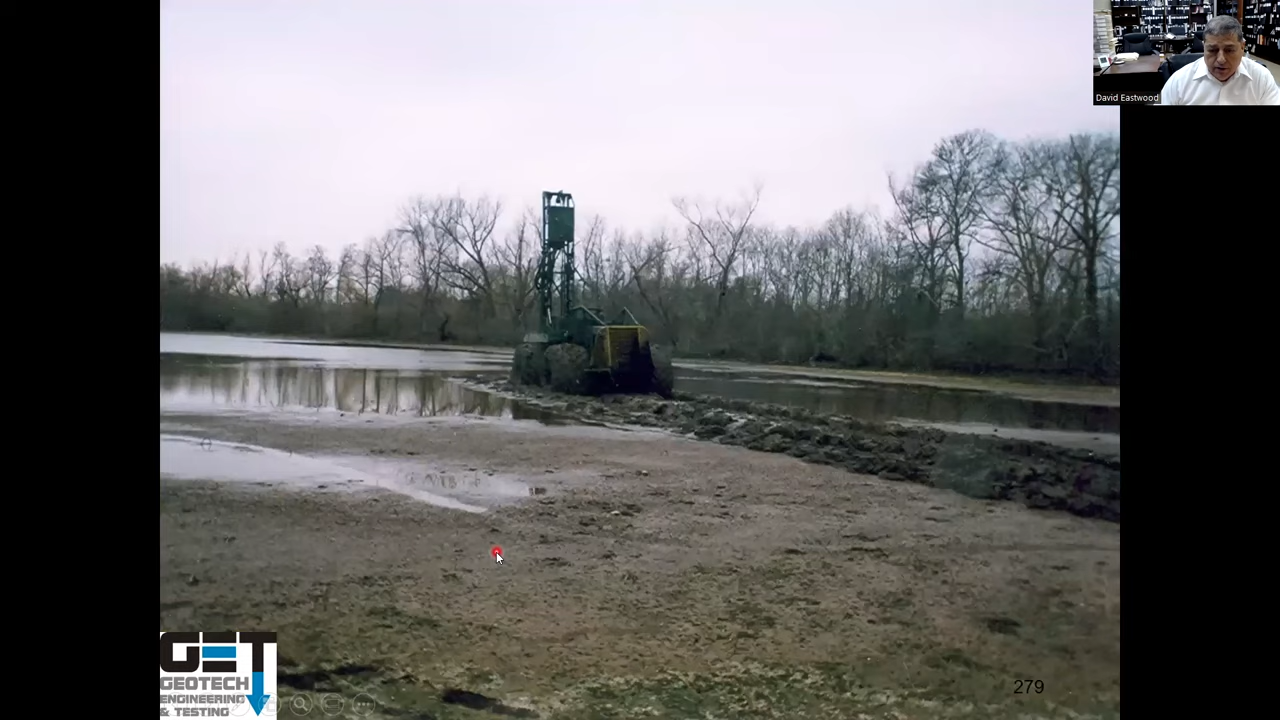 David Eastwood
GET
GEOTECH
ENGINEERING
& TESTING
279